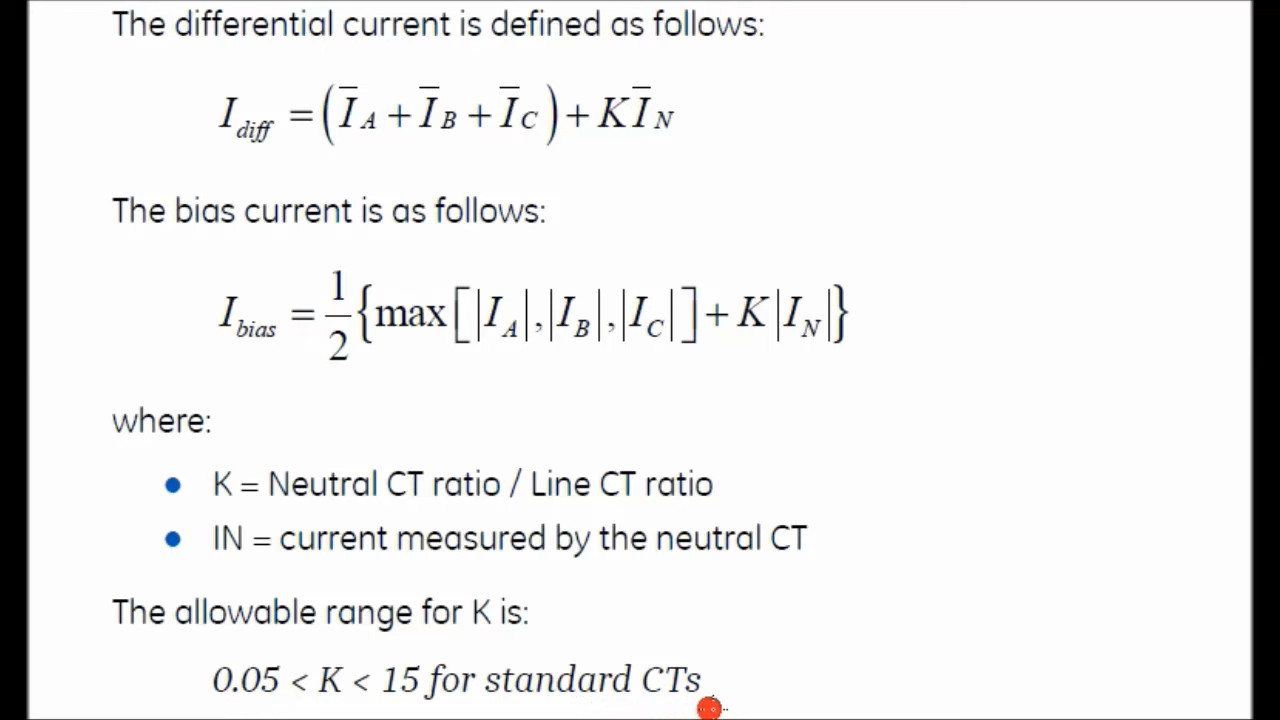 The differential current is defined as follows:
I_diff = (Ī_A + Ī_B + Ī_C) + KĪ_N
The bias current is as follows:
I_bias = 1/2 {max[|I_A|, |I_B|, |I_C|] + K|I_N|}
where:
● K = Neutral CT ratio / Line CT ratio
● IN = current measured by the neutral CT
The allowable range for K is:
0.05 < K < 15 for standard CTs